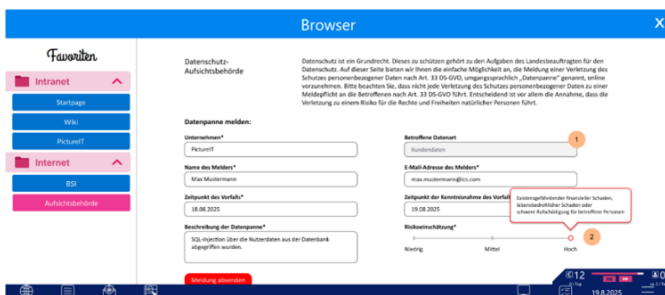 Browser
X
Favoriten
Intranet
Startpage
Wiki
PictureIT
Internet
BSI
Aufsichtsbehörde
Datenschutz-
Aufsichtsbehörde
Datenschutz ist ein Grundrecht. Dieses zu schützen gehört zu den Aufgaben des Landesbeauftragten für den
Datenschutz. Auf dieser Seite bieten wir Ihnen die einfache Möglichkeit an, die Meldung einer Verletzung des
Schutzes personenbezogener Daten nach Art. 33 DS-GVO, umgangssprachlich „Datenpanne" genannt, online
vorzunehmen. Bitte beachten Sie, dass nicht jede Verletzung des Schutzes personenbezogener Daten zu einer
Meldepflicht an die Betroffenen nach Art. 33 DS-GVO führt. Entscheidend ist vor allem die Annahme, dass die
Verletzung zu einem Risiko für die Rechte und Freiheiten natürlicher Personen führt.
Datenpanne melden:
Unternehmen*
PictureIT
Betroffene Datenart
Kundendaten
1
Name des Melders*
Max Mustermann
E-Mail-Adresse des Melders*
max.mustermann@ics.com
Zeitpunkt des Vorfalls*
18.08.2025
Zeitpunkt der Kenntnisnahme des Vorfalls
19.08.2025
Existenzgefährdender finanzieller Schaden,
lebensbedrohlicher Schaden oder
schwere Rufschädigung für betroffene Personen
Beschreibung der Datenpanne*
SQL-Injection über die Nutzerdaten aus der Datenbank
abgegriffen wurden.
Risikoeinschätzung*
2
Niedrig
Mittel
Hoch
Meldung absenden
12
0
19.8.2025